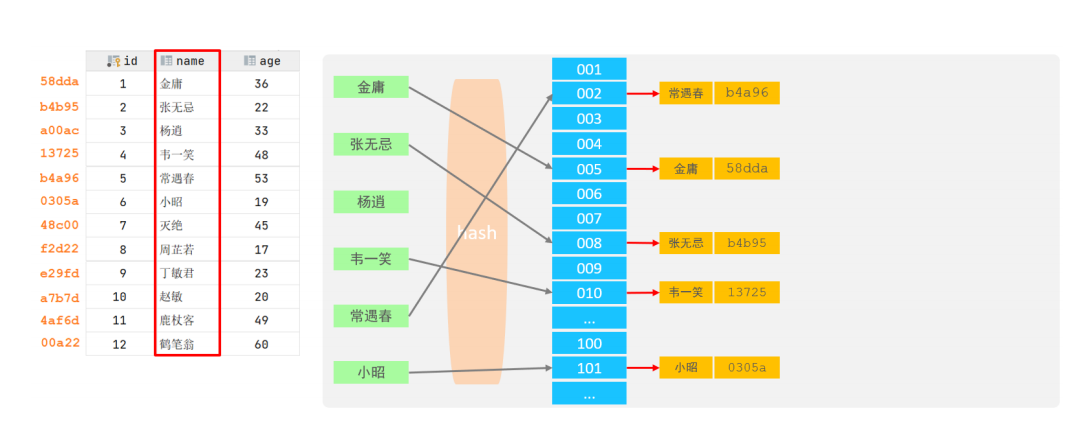 id name age
58dda 1 金庸 36
b4b95 2 张无忌 22
a00ac 3 杨逍 33
13725 4 韦一笑 48
b4a96 5 常遇春 53
0305a 6 小昭 19
48c00 7 灭绝 45
f2d22 8 周芷若 17
e29fd 9 丁敏君 23
a7b7d 10 赵敏 20
4af6d 11 鹿杖客 49
00a22 12 鹤笔翁 60
金庸
张无忌
杨逍
韦一笑
常遇春
小昭
hash
001
002 常遇春 b4a96
003
004
005 金庸 58dda
006
007
008 张无忌 b4b95
009
010 韦一笑 13725
...
100
101 小昭 0305a
...